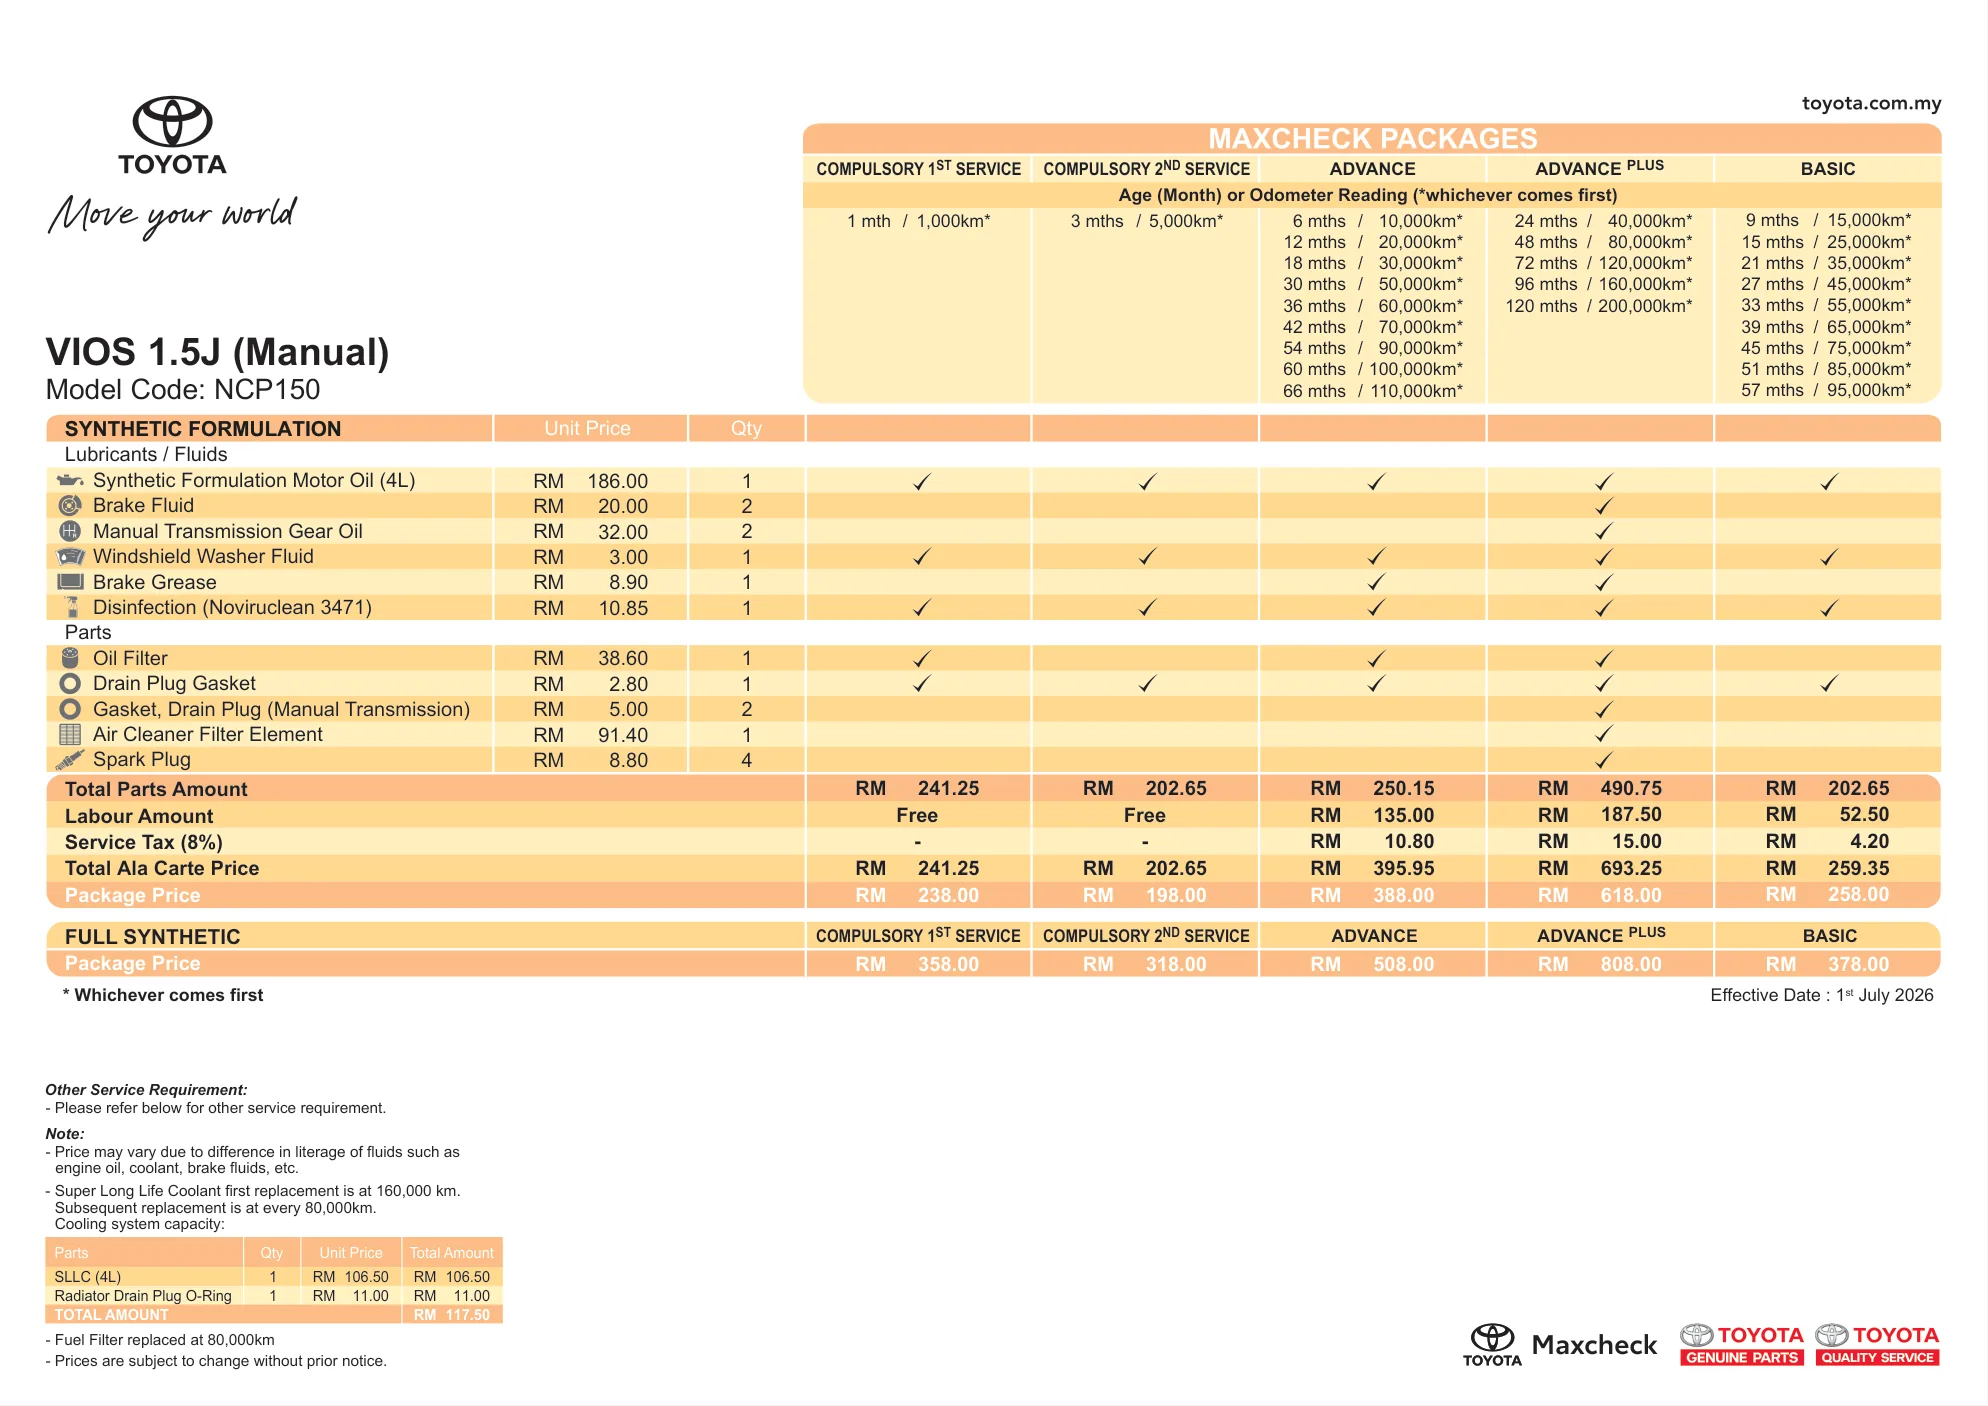 toyota.com.my
TOYOTA
Move your world
VIOS 1.5J (Manual)
Model Code: NCP150
MAXCHECK PACKAGES
COMPULSORY 1ST SERVICE COMPULSORY 2ND SERVICE ADVANCE ADVANCE PLUS BASIC
Age (Month) or Odometer Reading (*whichever comes first)
1 mth / 1,000km* 3 mths / 5,000km* 6 mths / 10,000km* 24 mths / 40,000km* 9 mths / 15,000km*
12 mths / 20,000km* 48 mths / 80,000km* 15 mths / 25,000km*
18 mths / 30,000km* 72 mths / 120,000km* 21 mths / 35,000km*
30 mths / 50,000km* 96 mths / 160,000km* 27 mths / 45,000km*
36 mths / 60,000km* 120 mths / 200,000km* 33 mths / 55,000km*
42 mths / 70,000km* 39 mths / 65,000km*
54 mths / 90,000km* 45 mths / 75,000km*
60 mths / 100,000km* 51 mths / 85,000km*
66 mths / 110,000km* 57 mths / 95,000km*
SYNTHETIC FORMULATION Unit Price Qty
Lubricants / Fluids
Synthetic Formulation Motor Oil (4L) RM 186.00 1 ✓ ✓ ✓ ✓ ✓
Brake Fluid RM 20.00 2 ✓
Manual Transmission Gear Oil RM 32.00 2 ✓
Windshield Washer Fluid RM 3.00 1 ✓ ✓ ✓ ✓ ✓
Brake Grease RM 8.90 1 ✓ ✓
Disinfection (Noviruclean 3471) RM 10.85 1 ✓ ✓ ✓ ✓ ✓
Parts
Oil Filter RM 38.60 1 ✓ ✓ ✓
Drain Plug Gasket RM 2.80 1 ✓ ✓ ✓ ✓ ✓
Gasket, Drain Plug (Manual Transmission) RM 5.00 2 ✓
Air Cleaner Filter Element RM 91.40 1 ✓
Spark Plug RM 8.80 4 ✓
Total Parts Amount RM 241.25 RM 202.65 RM 250.15 RM 490.75 RM 202.65
Labour Amount Free Free RM 135.00 RM 187.50 RM 52.50
Service Tax (8%) - - RM 10.80 RM 15.00 RM 4.20
Total Ala Carte Price RM 241.25 RM 202.65 RM 395.95 RM 693.25 RM 259.35
Package Price RM 238.00 RM 198.00 RM 388.00 RM 618.00 RM 258.00
FULL SYNTHETIC COMPULSORY 1ST SERVICE COMPULSORY 2ND SERVICE ADVANCE ADVANCE PLUS BASIC
Package Price RM 358.00 RM 318.00 RM 508.00 RM 808.00 RM 378.00
* Whichever comes first
Effective Date : 1st July 2026
Other Service Requirement:
- Please refer below for other service requirement.
Note:
- Price may vary due to difference in literage of fluids such as
engine oil, coolant, brake fluids, etc.
- Super Long Life Coolant first replacement is at 160,000 km.
Subsequent replacement is at every 80,000km.
Cooling system capacity:
Parts Qty Unit Price Total Amount
SLLC (4L) 1 RM 106.50 RM 106.50
Radiator Drain Plug O-Ring 1 RM 11.00 RM 11.00
TOTAL AMOUNT RM 117.50
- Fuel Filter replaced at 80,000km
- Prices are subject to change without prior notice.
TOYOTA Maxcheck
TOYOTA GENUINE PARTS
TOYOTA QUALITY SERVICE